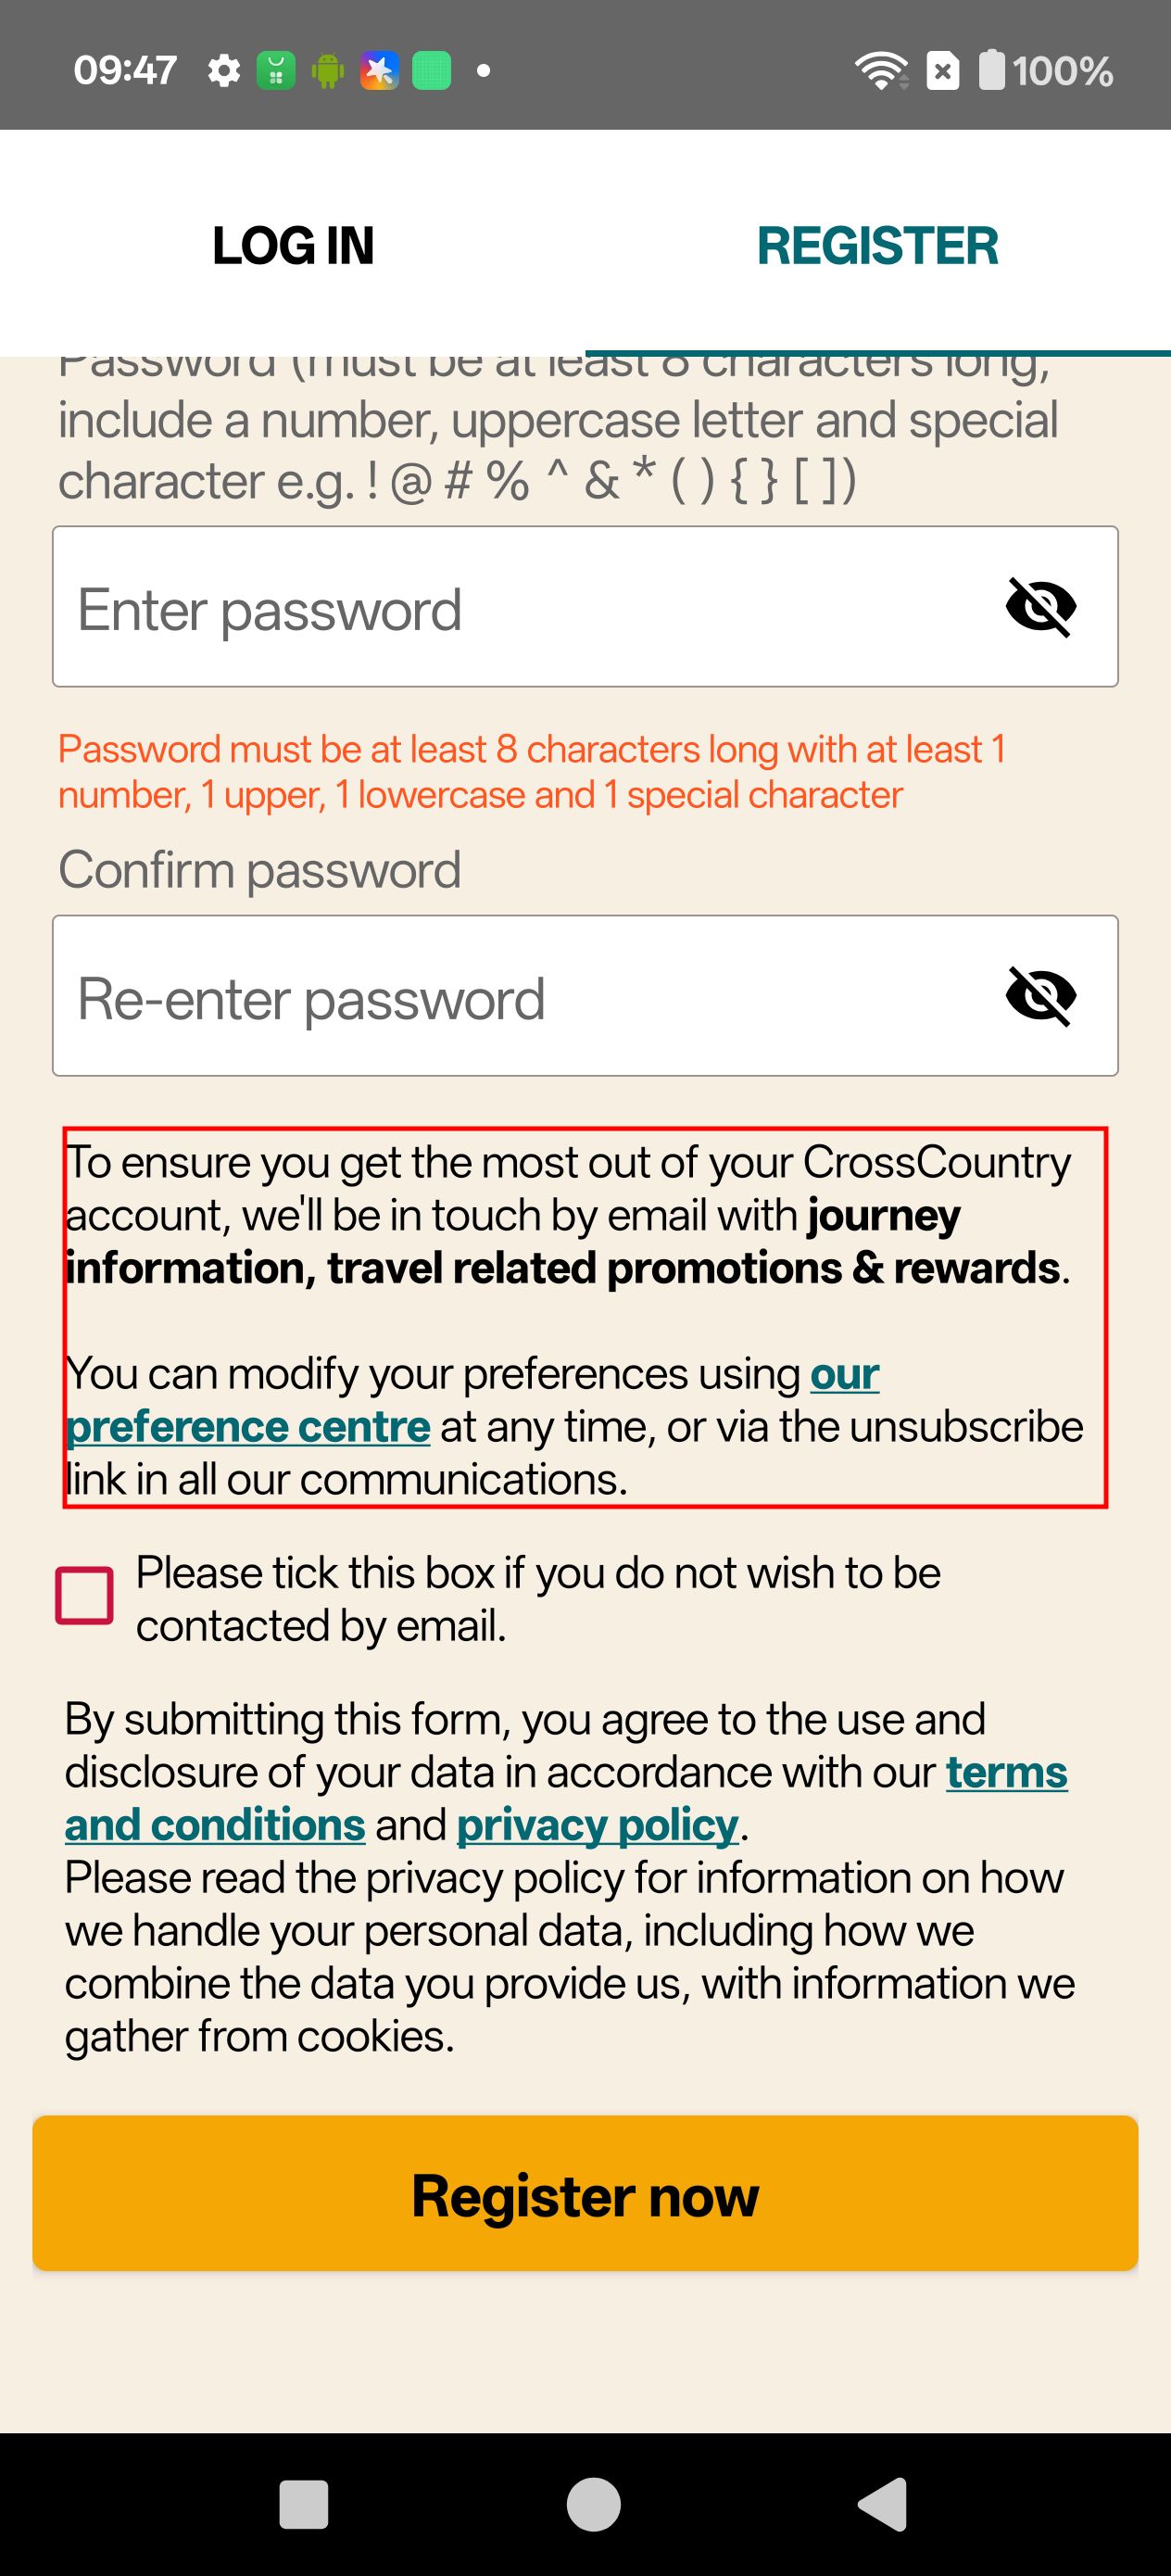 09:47
100%
LOG IN
REGISTER
Password (must be at least 8 characters long,
include a number, uppercase letter and special
character e.g. ! @ # % ^ & * ( ) { } [ ])
Enter password
Password must be at least 8 characters long with at least 1
number, 1 upper, 1 lowercase and 1 special character
Confirm password
Re-enter password
To ensure you get the most out of your CrossCountry
account, we'll be in touch by email with journey
information, travel related promotions & rewards.
You can modify your preferences using our
preference centre at any time, or via the unsubscribe
link in all our communications.
Please tick this box if you do not wish to be
contacted by email.
By submitting this form, you agree to the use and
disclosure of your data in accordance with our terms
and conditions and privacy policy.
Please read the privacy policy for information on how
we handle your personal data, including how we
combine the data you provide us, with information we
gather from cookies.
Register now